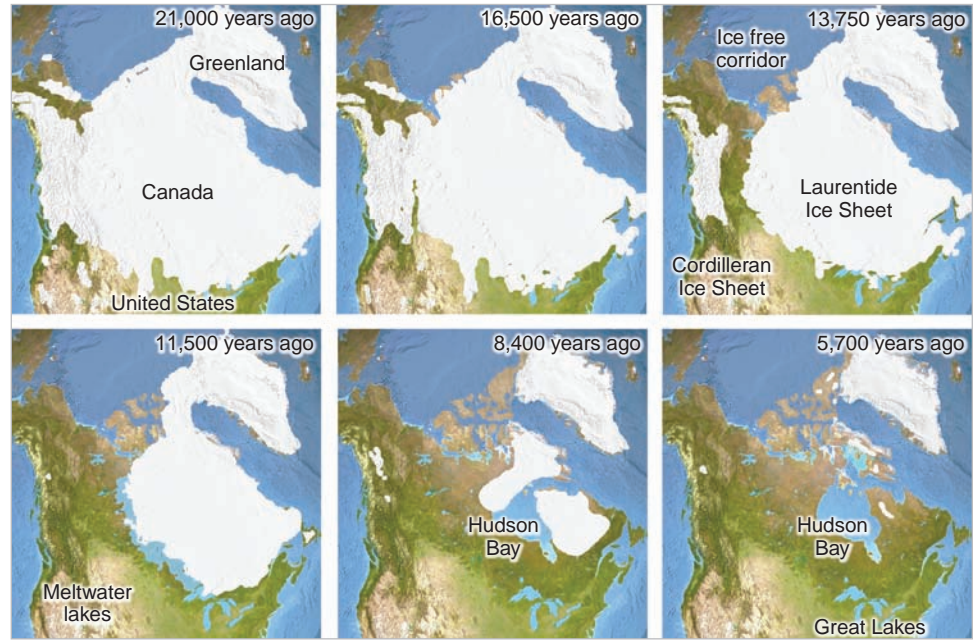 21,000 years ago
Greenland
Canada
United States
16,500 years ago
13,750 years ago
Ice free
corridor
Laurentide
Ice Sheet
Cordilleran
Ice Sheet
11,500 years ago
Meltwater
lakes
8,400 years ago
Hudson
Bay
5,700 years ago
Hudson
Bay
Great Lakes